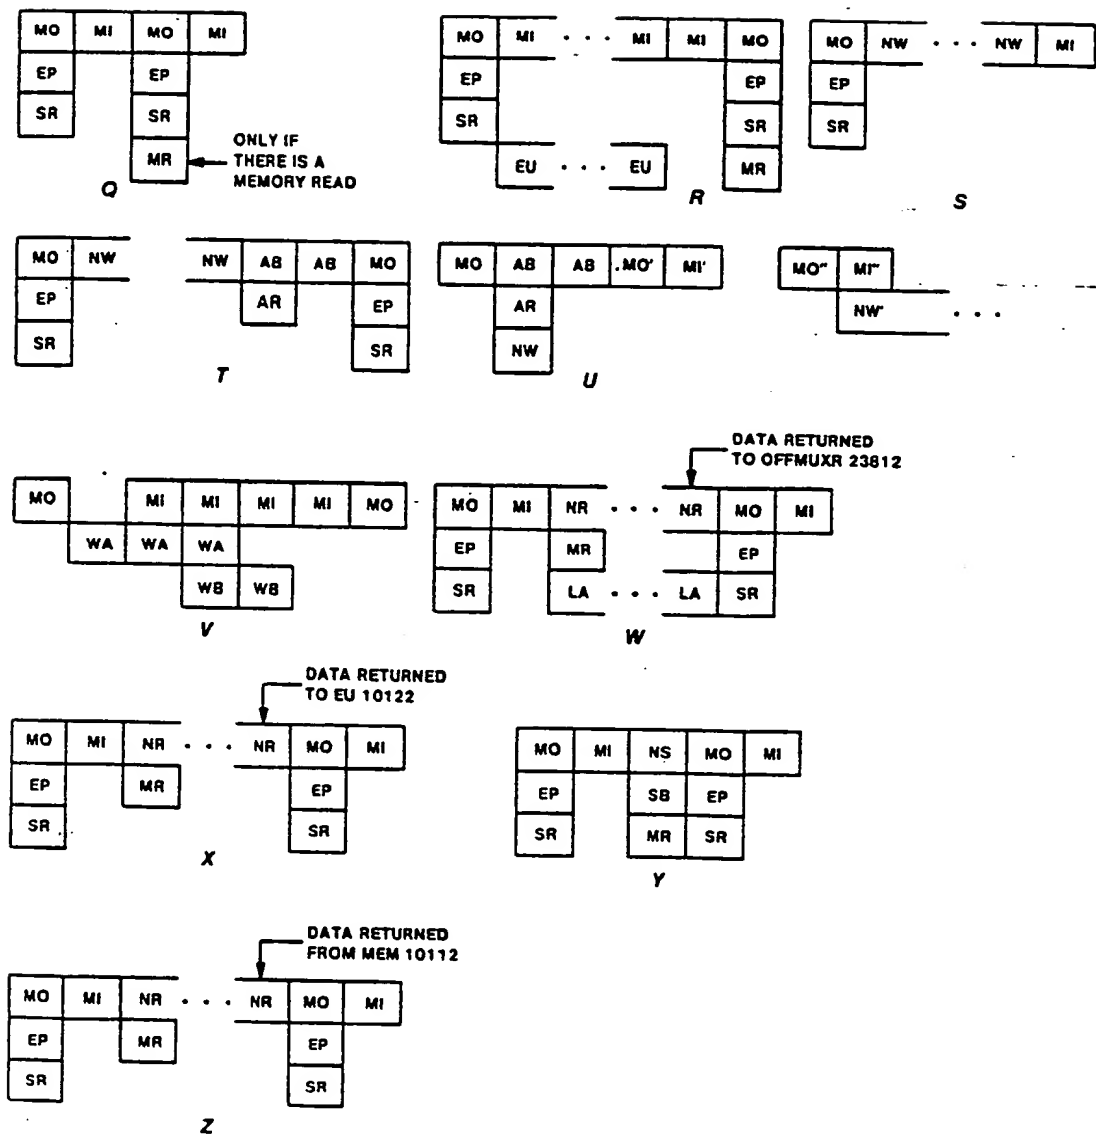 MO MI MO MI
EP EP
SR SR
MR
ONLY IF
THERE IS A
MEMORY READ
Q
MO MI · · · MI MI MO
EP EP
SR SR
EU · · · EU MR
R
MO NW · · · NW MI
EP
SR
S
MO NW NW AB AB MO
EP AR EP
SR SR
T
MO AB AB MO' MI'
AR
NW
U
MO'' MI''
NW' · · ·
DATA RETURNED
TO OFFMUXR 23812
MO MI MI MI MI MO
WA WA WA
WB WB
V
MO MI NR · · · NR MO MI
EP MR EP
SR LA · · · LA SR
W
DATA RETURNED
TO EU 10122
MO MI NR · · · NR MO MI
EP MR EP
SR SR
X
MO MI NS MO MI
EP SB EP
SR MR SR
Y
DATA RETURNED
FROM MEM 10112
MO MI NR · · · NR MO MI
EP MR EP
SR SR
Z